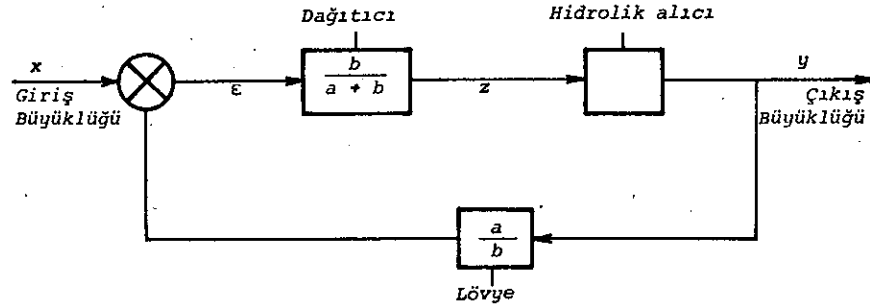 Dağıtıcı
Hidrolik alıcı
x
Giriş
Büyüklüğü
ε
b
a + b
z
y
Çıkış
Büyüklüğü
a
b
Lövye